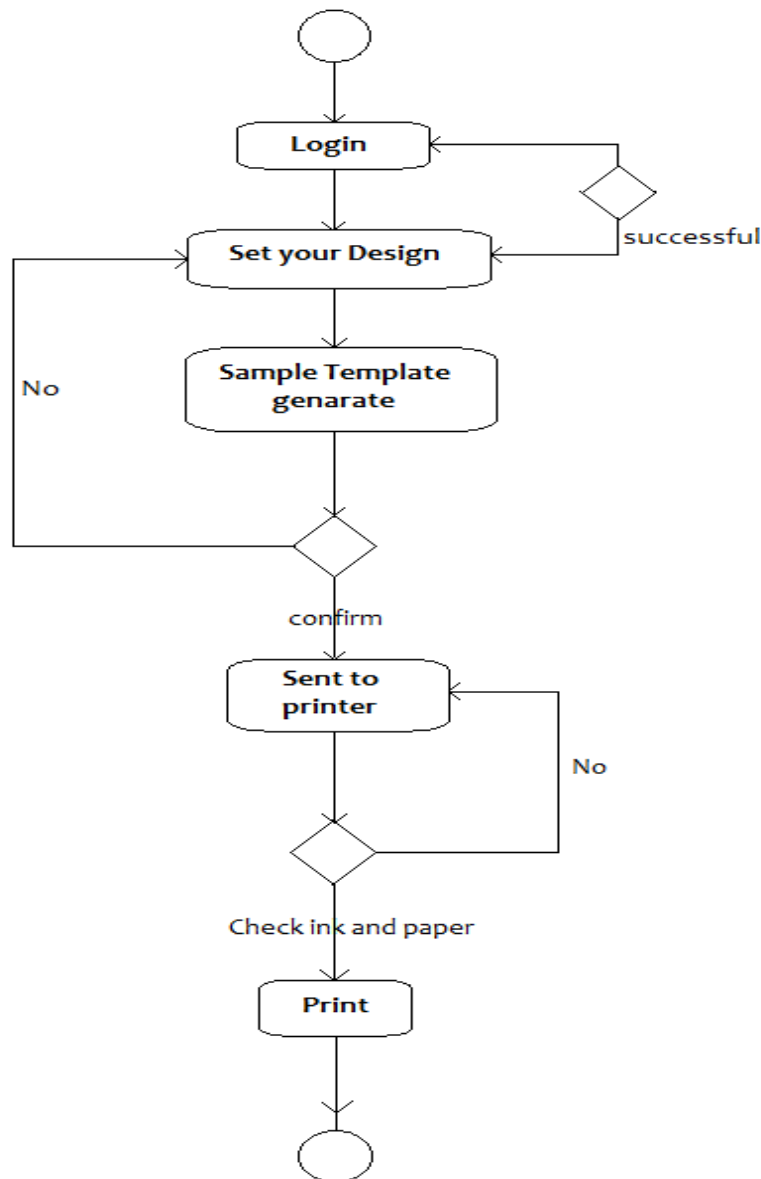 Login
successful
Set your Design
Sample Template
genarate
No
confirm
Sent to
printer
No
Check ink and paper
Print